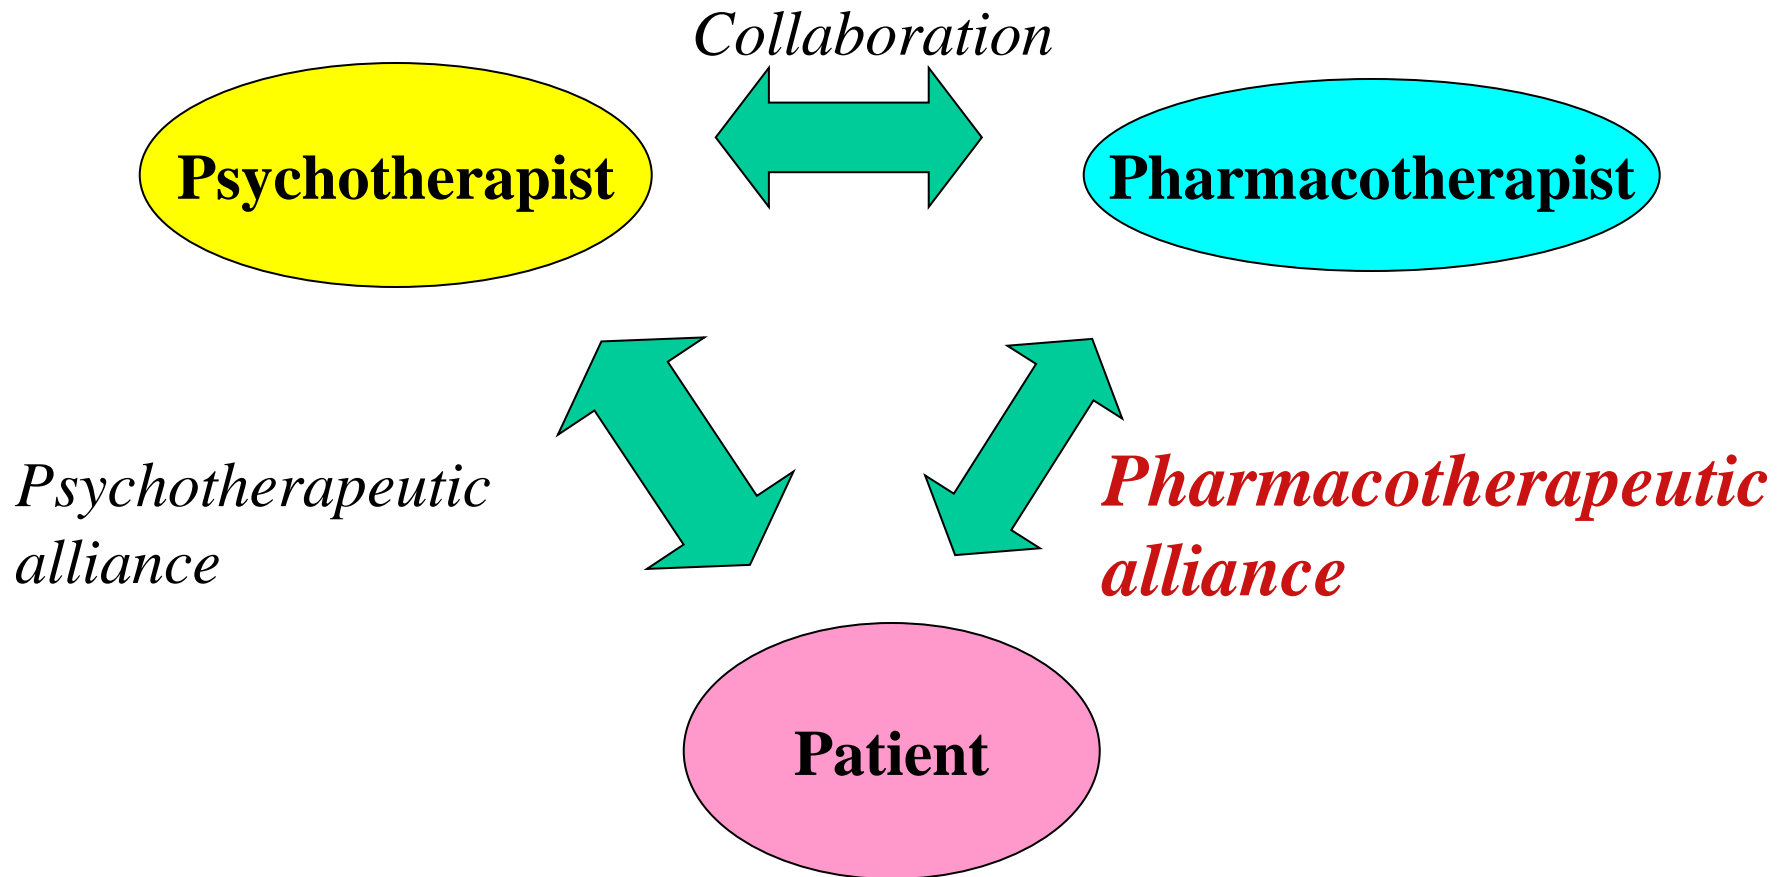 Collaboration
Psychotherapist
Pharmacotherapist
Psychotherapeutic
alliance
Pharmacotherapeutic
alliance
Patient